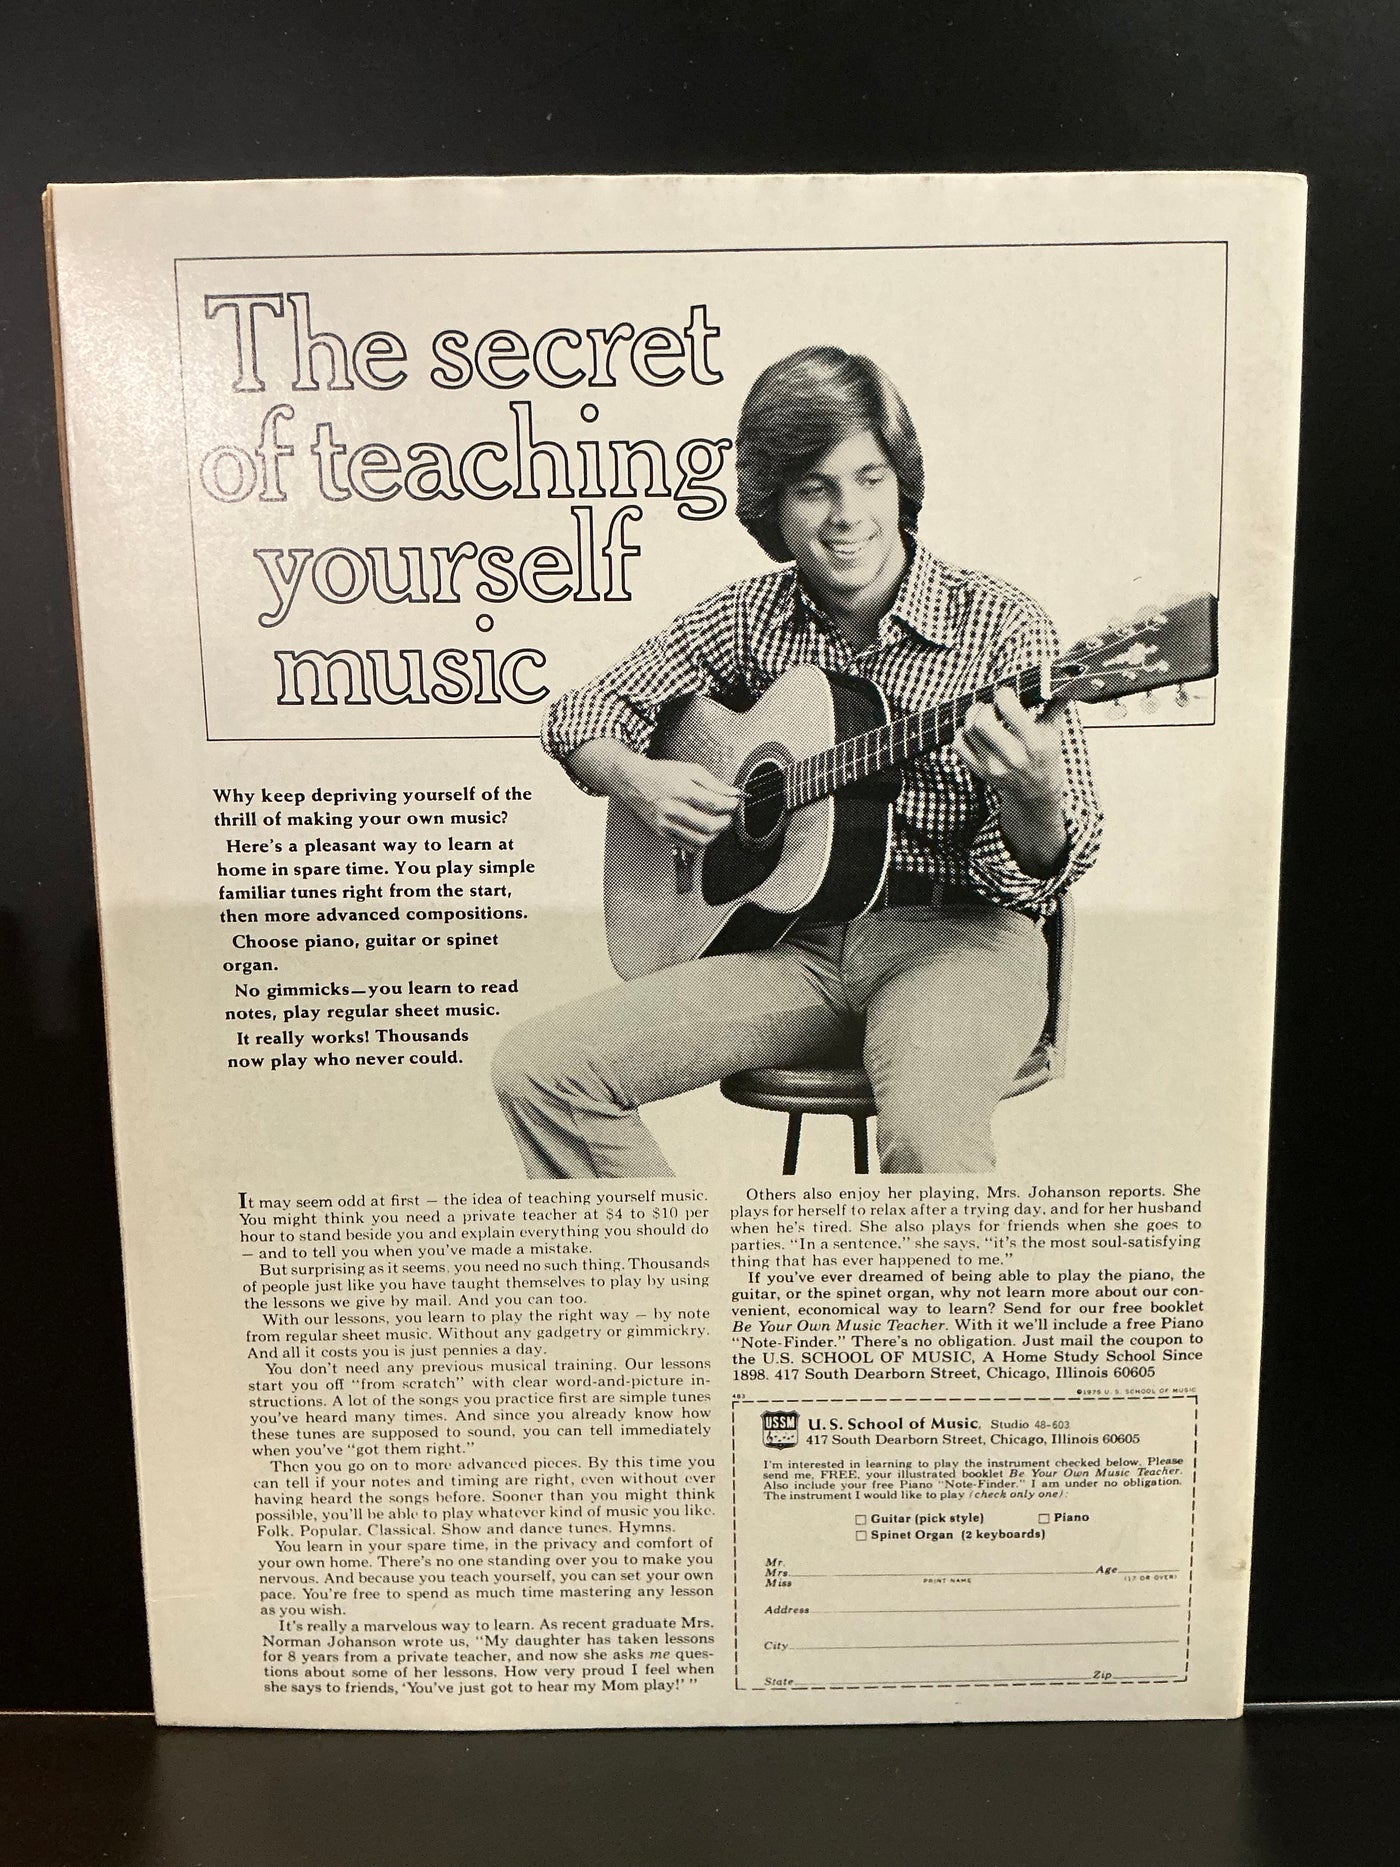 The secret
of teaching
yourself
music
Why keep depriving yourself of the
thrill of making your own music?
Here's a pleasant way to learn at
home in spare time. You play simple
familiar tunes right from the start,
then more advanced compositions.
Choose piano, guitar or spinet
organ.
No gimmicks—you learn to read
notes, play regular sheet music.
It really works! Thousands
now play who never could.
It may seem odd at first — the idea of teaching yourself music.
You might think you need a private teacher at $4 to $10 per
hour to stand beside you and explain everything you should do
— and to tell you when you've made a mistake.
But surprising as it seems, you need no such thing. Thousands
of people just like you have taught themselves to play by using
the lessons we give by mail. And you can too.
With our lessons, you learn to play the right way — by note
from regular sheet music. Without any gadgetry or gimmickry.
And all it costs you is just pennies a day.
You don't need any previous musical training. Our lessons
start you off "from scratch" with clear word-and-picture in-
structions. A lot of the songs you practice first are simple tunes
you've heard many times. And since you already know how
these tunes are supposed to sound, you can tell immediately
when you've "got them right."
Then you go on to more advanced pieces. By this time you
can tell if your notes and timing are right, even without ever
having heard the songs before. Sooner than you might think
possible, you'll be able to play whatever kind of music you like.
Folk. Popular. Classical. Show and dance tunes. Hymns.
You learn in your spare time, in the privacy and comfort of
your own home. There's no one standing over you to make you
nervous. And because you teach yourself, you can set your own
pace. You're free to spend as much time mastering any lesson
as you wish.
It's really a marvelous way to learn. As recent graduate Mrs.
Norman Johanson wrote us, "My daughter has taken lessons
for 8 years from a private teacher, and now she asks me ques-
tions about some of her lessons. How very proud I feel when
she says to friends, 'You've just got to hear my Mom play!' "
Others also enjoy her playing, Mrs. Johanson reports. She
plays for herself to relax after a trying day, and for her husband
when he's tired. She also plays for friends when she goes to
parties. "In a sentence," she says, "it's the most soul-satisfying
thing that has ever happened to me."
If you've ever dreamed of being able to play the piano, the
guitar, or the spinet organ, why not learn more about our con-
venient, economical way to learn? Send for our free booklet
Be Your Own Music Teacher. With it we'll include a free Piano
"Note-Finder." There's no obligation. Just mail the coupon to
the U.S. SCHOOL OF MUSIC, A Home Study School Since
1898. 417 South Dearborn Street, Chicago, Illinois 60605
483 ©1975 U. S. SCHOOL OF MUSIC
USSM
U. S. School of Music, Studio 48-603
417 South Dearborn Street, Chicago, Illinois 60605
I'm interested in learning to play the instrument checked below. Please
send me, FREE, your illustrated booklet Be Your Own Music Teacher.
Also include your free Piano "Note-Finder." I am under no obligation.
The instrument I would like to play (check only one):
Guitar (pick style) Piano
Spinet Organ (2 keyboards)
Mr.
Mrs. Age
Miss PRINT NAME (17 OR OVER)
Address
City
State Zip